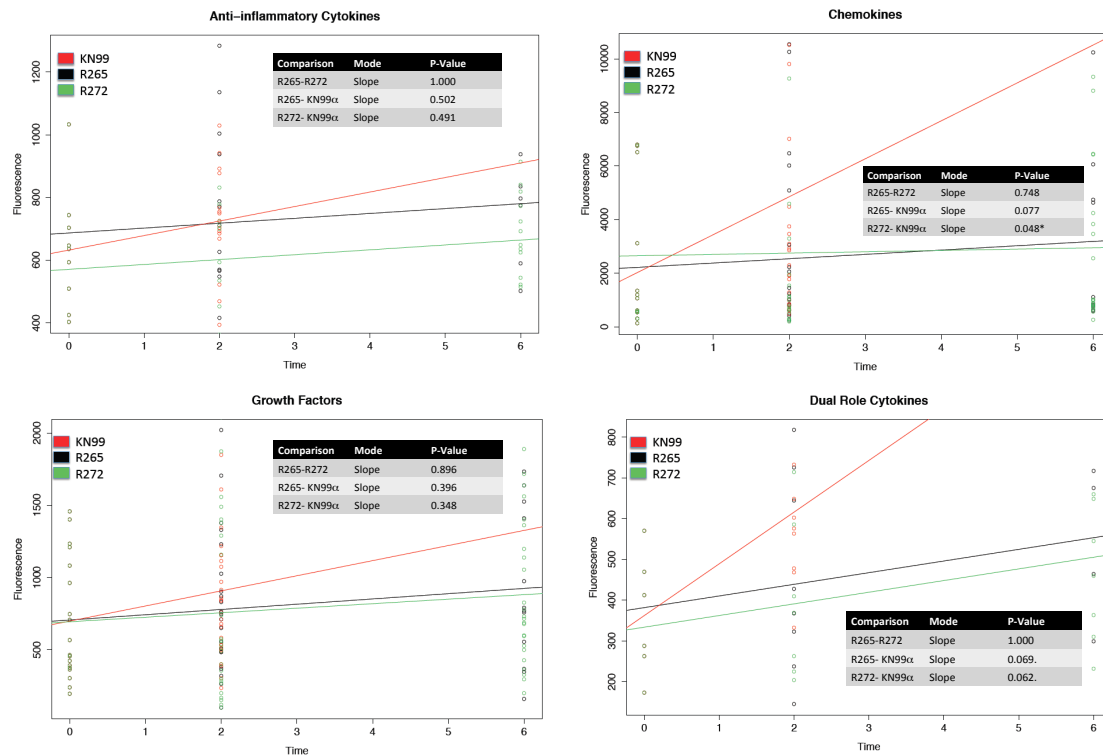 Anti−inflammatory Cytokines
KN99
R265
R272
Comparison Mode P-Value
R265-R272 Slope 1.000
R265- KN99α Slope 0.502
R272- KN99α Slope 0.491
Fluorescence
400 600 800 1000 1200
0 1 2 3 4 5 6
Time
Chemokines
KN99
R265
R272
Comparison Mode P-Value
R265-R272 Slope 0.748
R265- KN99α Slope 0.077
R272- KN99α Slope 0.048*
Fluorescence
0 2000 4000 6000 8000 10000
0 1 2 3 4 5 6
Time
Growth Factors
KN99
R265
R272
Comparison Mode P-Value
R265-R272 Slope 0.896
R265- KN99α Slope 0.396
R272- KN99α Slope 0.348
Fluorescence
500 1000 1500 2000
0 1 2 3 4 5 6
Time
Dual Role Cytokines
KN99
R265
R272
Comparison Mode P-Value
R265-R272 Slope 1.000
R265- KN99α Slope 0.069.
R272- KN99α Slope 0.062.
Fluorescence
200 300 400 500 600 700 800
0 1 2 3 4 5 6
Time